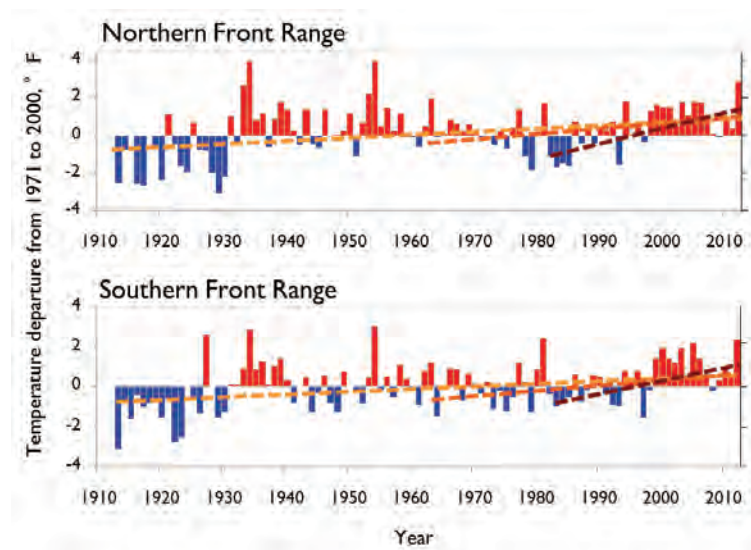 Temperature departure from 1971 to 2000, ° F
Northern Front Range
4
2
0
-2
-4
1910 1920 1930 1940 1950 1960 1970 1980 1990 2000 2010
Southern Front Range
4
2
0
-2
-4
1910 1920 1930 1940 1950 1960 1970 1980 1990 2000 2010
Year